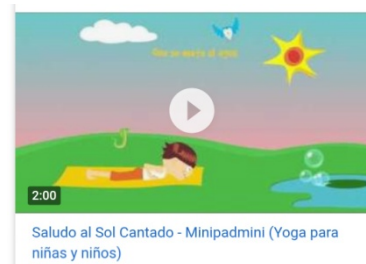 2:00
Saludo al Sol Cantado - Minipadmini (Yoga para
niñas y niños)